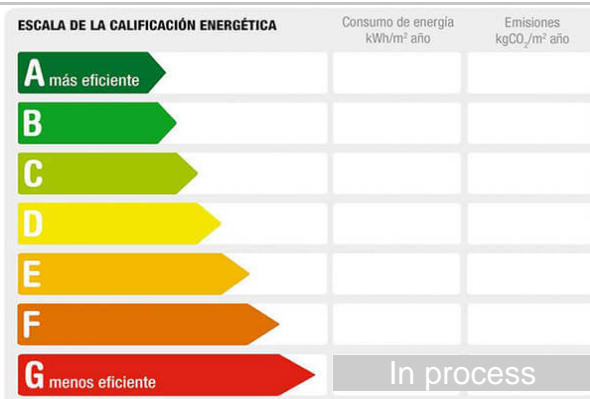 ESCALA DE LA CALIFICACIÓN ENERGÉTICA
Consumo de energía
kWh/m² año
Emisiones
kgCO₂/m² año
A más eficiente
B
C
D
E
F
G menos eficiente
In process